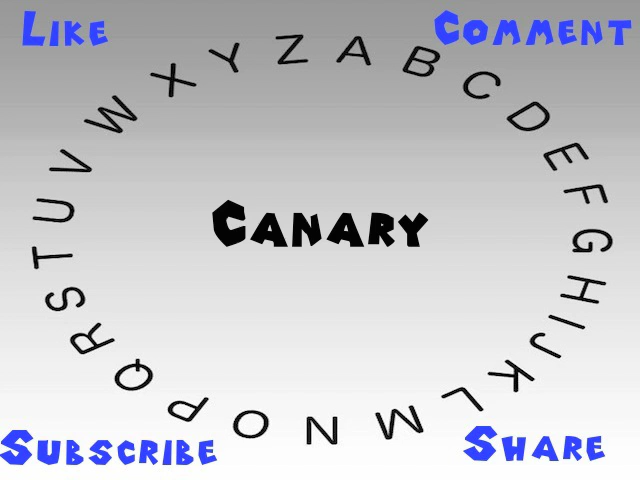 Like
Comment
A B C D E F G H I J K L M N O P Q R S T U V W X Y Z
Canary
Subscribe
Share